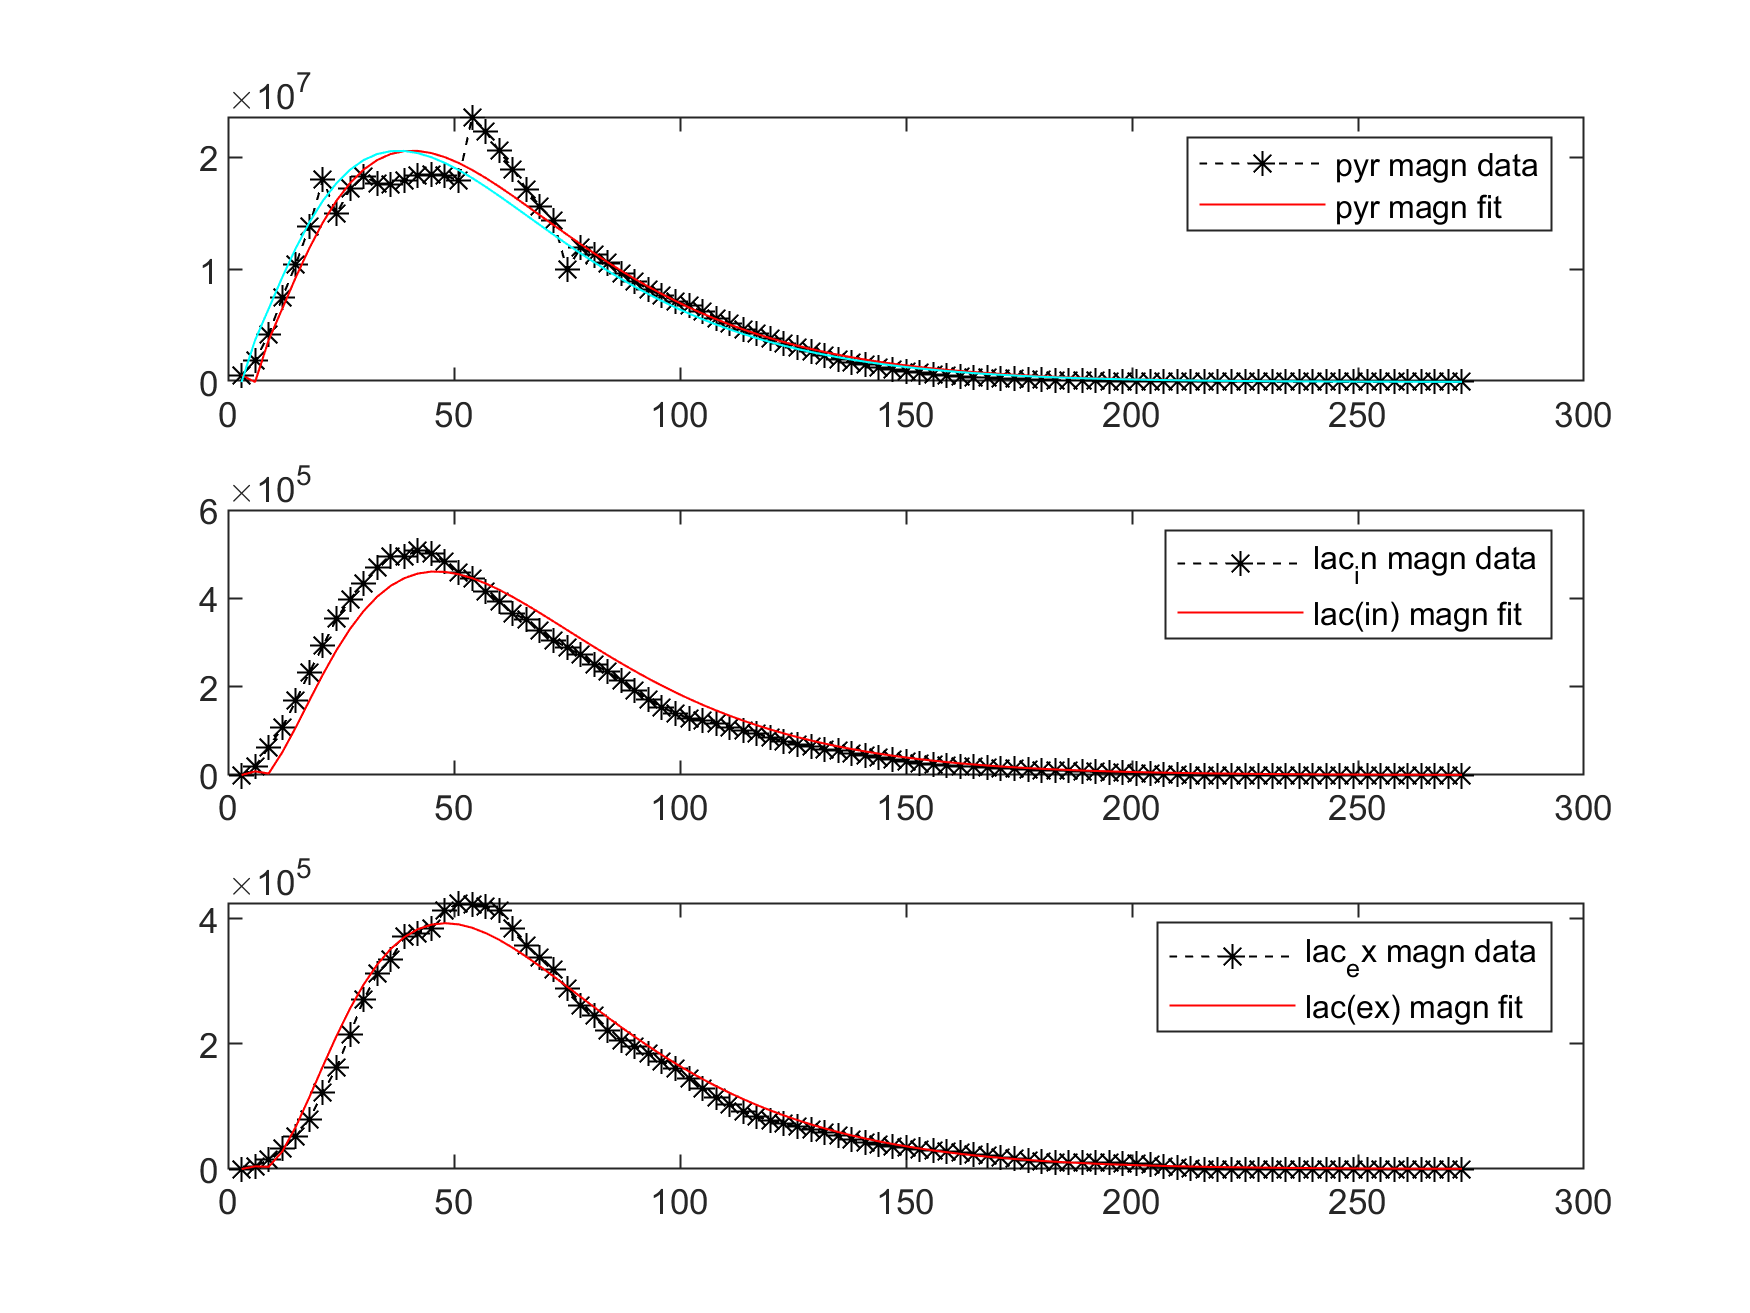 ×10^7
2
1
0
0 50 100 150 200 250 300
pyr magn data
pyr magn fit
×10^5
6
4
2
0
0 50 100 150 200 250 300
lac_in magn data
lac(in) magn fit
×10^5
4
2
0
0 50 100 150 200 250 300
lac_ex magn data
lac(ex) magn fit